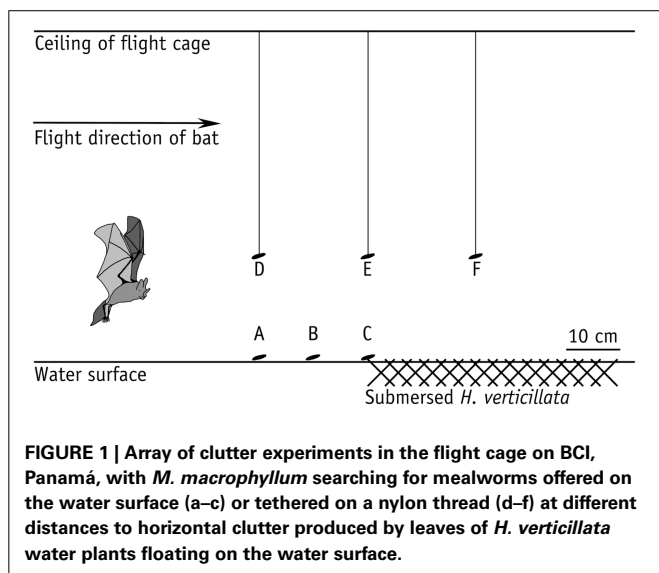 Ceiling of flight cage
Flight direction of bat
D E F
A B C
10 cm
Water surface
Submersed H. verticillata
FIGURE 1 | Array of clutter experiments in the flight cage on BCI,
Panamá, with M. macrophyllum searching for mealworms offered on
the water surface (a–c) or tethered on a nylon thread (d–f) at different
distances to horizontal clutter produced by leaves of H. verticillata
water plants floating on the water surface.